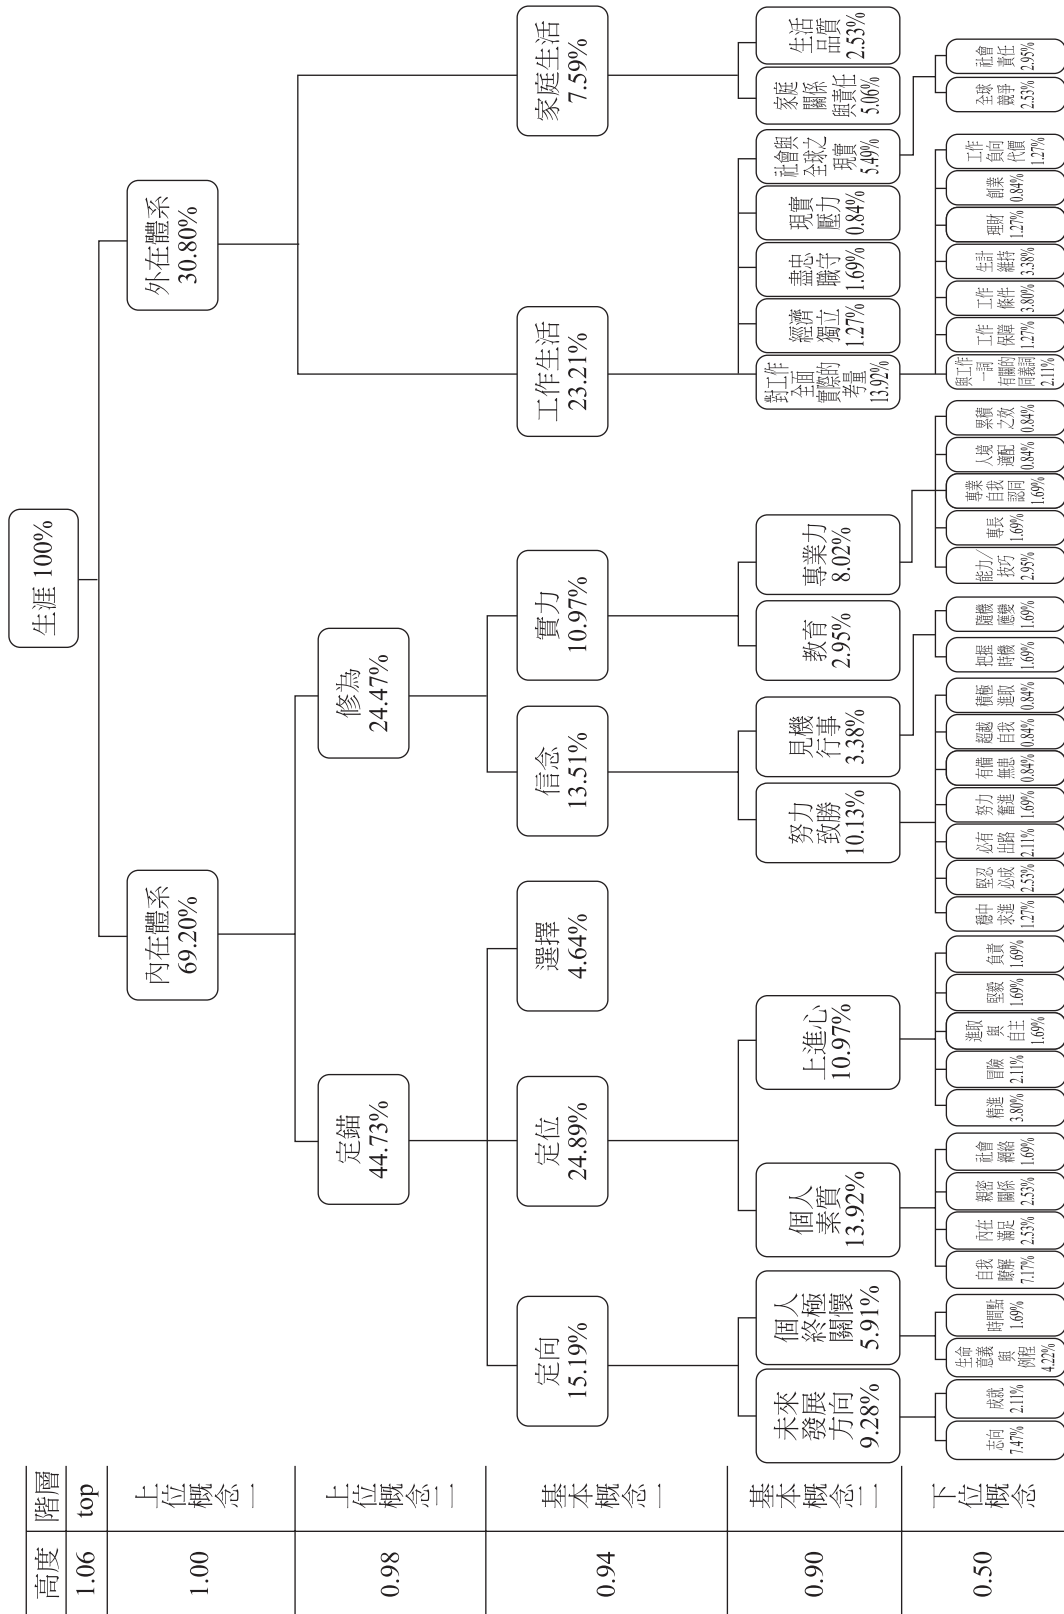 高度
階層
1.06
top
生涯 100%
1.00
上位概念一
內在體系
69.20%
外在體系
30.80%
0.98
上位概念二
定錨
44.73%
修為
24.47%
0.94
基本概念一
定向
15.19%
定位
24.89%
選擇
4.64%
信念
13.51%
實力
10.97%
工作生活
23.21%
家庭生活
7.59%
0.90
基本概念二
未來
發展
方向
9.28%
個人
終極
關懷
5.91%
個人
素質
13.92%
上進心
10.97%
努力
致勝
10.13%
見機
行事
3.38%
教育
2.95%
專業力
8.02%
對工作
全面
實際的
考量
13.92%
經濟
獨立
1.27%
盡忠
職守
1.69%
現實
壓力
0.84%
社會與
全球之
現實
5.49%
家庭
關係
與責任
5.06%
生活
品質
2.53%
0.50
下位概念
志向
7.47%
成就
2.11%
生命
意義
與
例程
4.22%
時間點
1.69%
自我
瞭解
7.17%
內在
滿足
2.53%
親密
關係
2.53%
社會
網絡
1.69%
精進
3.80%
冒險
2.11%
進取
與
自主
1.69%
堅毅
1.69%
負責
1.69%
穩中
求進
1.27%
堅忍
必成
2.53%
必有
出路
2.11%
努力
奮進
1.69%
有備
無患
0.84%
超越
自我
0.84%
積極
進取
0.84%
把握
時機
1.69%
隨機
應變
1.69%
能力/
技巧
2.95%
專長
1.69%
專業
自我
認同
1.69%
人境
適配
0.84%
累積
之效
0.84%
與工作
一詞
有關的
同義詞
2.11%
工作
保障
1.27%
工作
條件
3.80%
生計
維持
3.38%
理財
1.27%
創業
0.84%
工作
負向
代價
1.27%
全球
競爭
2.53%
社會
責任
2.95%